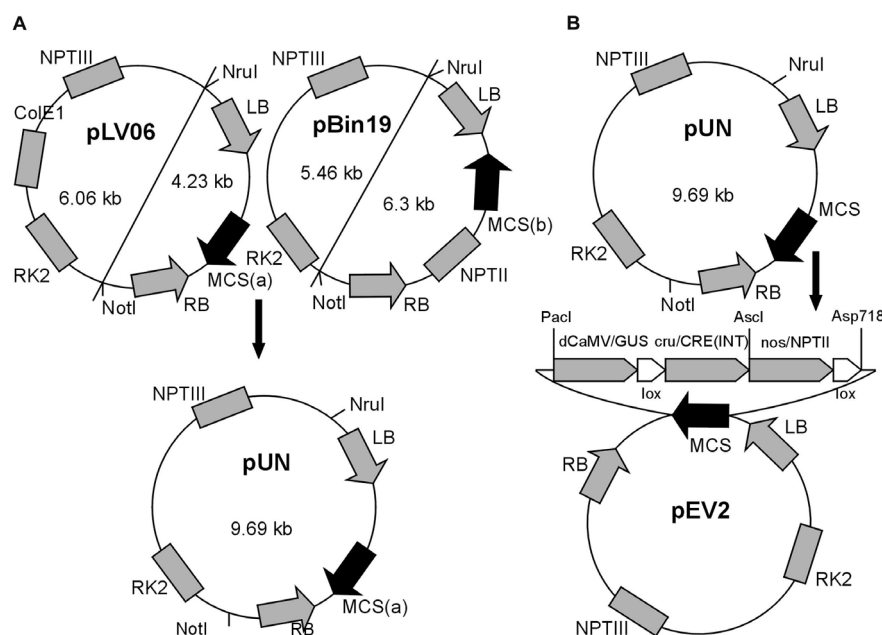 A
NPTIII
NruI
ColE1
LB
pLV06
6.06 kb
4.23 kb
RK2
MCS(a)
NotI
RB
NPTIII
NruI
LB
pBin19
5.46 kb
6.3 kb
MCS(b)
RK2
NPTII
NotI
RB
NPTIII
NruI
LB
pUN
9.69 kb
RK2
MCS(a)
NotI
RB
B
NPTIII
NruI
LB
pUN
9.69 kb
MCS
RK2
NotI
RB
PacI
AscI
Asp718
dCaMV/GUS
cru/CRE(INT)
nos/NPTII
lox
lox
MCS
LB
RB
pEV2
RK2
NPTIII